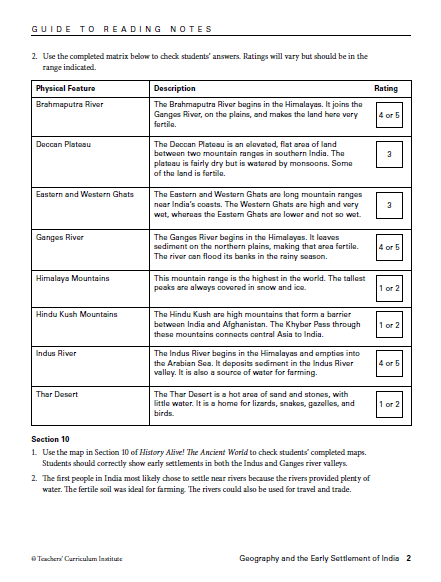 GUIDE TO READING NOTES
2. Use the completed matrix below to check students' answers. Ratings will vary but should be in the
range indicated.
Physical Feature Description Rating
Brahmaputra River The Brahmaputra River begins in the Himalayas. It joins the
Ganges River, on the plains, and makes the land here very
fertile.
4 or 5
Deccan Plateau The Deccan Plateau is an elevated, flat area of land
between two mountain ranges in southern India. The
plateau is fairly dry but is watered by monsoons. Some
of the land is fertile.
3
Eastern and Western Ghats The Eastern and Western Ghats are long mountain ranges
near India's coasts. The Western Ghats are high and very
wet, whereas the Eastern Ghats are lower and not so wet.
3
Ganges River The Ganges River begins in the Himalayas. It leaves
sediment on the northern plains, making that area fertile.
The river can flood its banks in the rainy season.
4 or 5
Himalaya Mountains This mountain range is the highest in the world. The tallest
peaks are always covered in snow and ice.
1 or 2
Hindu Kush Mountains The Hindu Kush are high mountains that form a barrier
between India and Afghanistan. The Khyber Pass through
these mountains connects central Asia to India.
1 or 2
Indus River The Indus River begins in the Himalayas and empties into
the Arabian Sea. It deposits sediment in the Indus River
valley. It is also a source of water for farming.
4 or 5
Thar Desert The Thar Desert is a hot area of sand and stones, with
little water. It is a home for lizards, snakes, gazelles, and
birds.
1 or 2
Section 10
1. Use the map in Section 10 of History Alive! The Ancient World to check students' completed maps.
Students should correctly show early settlements in both the Indus and Ganges river valleys.
2. The first people in India most likely chose to settle near rivers because the rivers provided plenty of
water. The fertile soil was ideal for farming. The rivers could also be used for travel and trade.
© Teachers' Curriculum Institute Geography and the Early Settlement of India 2